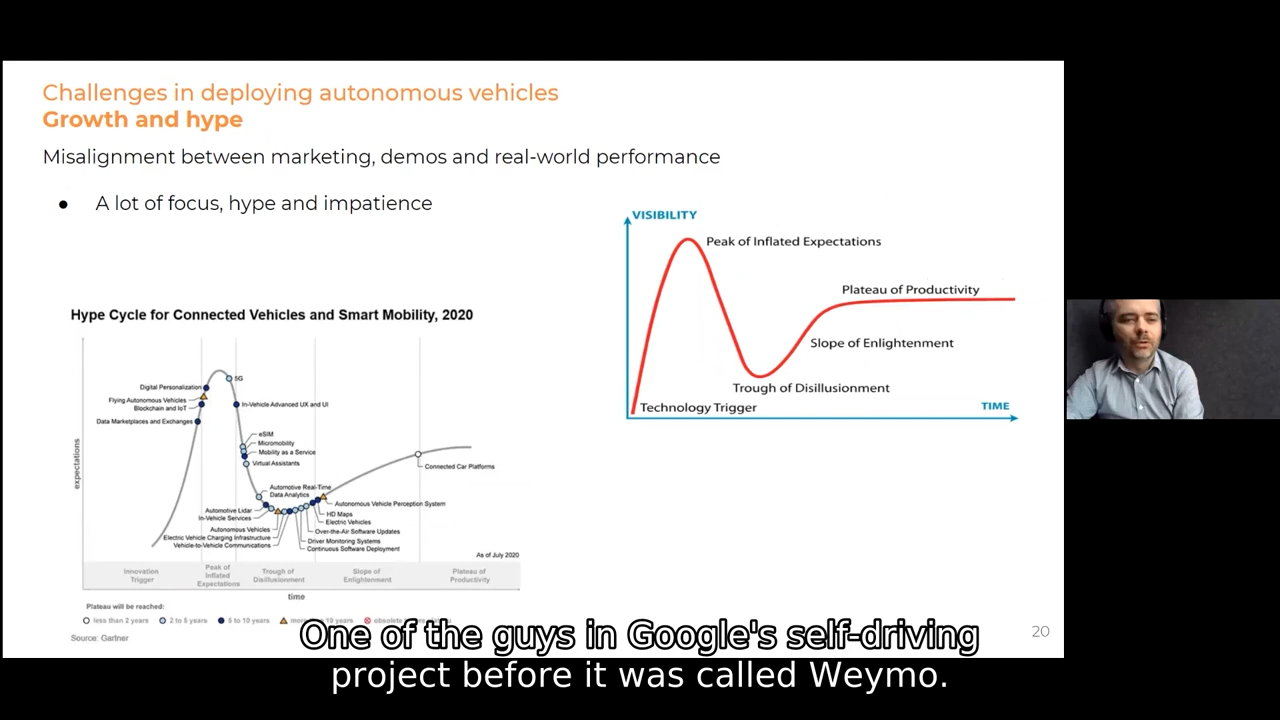 Challenges in deploying autonomous vehicles
Growth and hype
Misalignment between marketing, demos and real-world performance
● A lot of focus, hype and impatience
VISIBILITY
Peak of Inflated Expectations
Plateau of Productivity
Slope of Enlightenment
Trough of Disillusionment
Technology Trigger
TIME
Hype Cycle for Connected Vehicles and Smart Mobility, 2020
expectations
5G
Digital Personalization
Flying Autonomous Vehicles
Blockchain and IoT
Data Marketplaces and Exchanges
In-Vehicle Advanced UX and UI
eSIM
Micromobility
Mobility as a Service
Virtual Assistants
Automotive Real-Time
Data Analytics
Automotive Lidar
In-Vehicle Services
Autonomous Vehicles
Electric Vehicle Charging Infrastructure
Vehicle-to-Vehicle Communications
Connected Car Platforms
Autonomous Vehicle Perception System
HD Maps
Electric Vehicles
Over-the-Air Software Updates
Driver Monitoring Systems
Continuous Software Deployment
As of July 2020
Innovation
Trigger
Peak of
Inflated
Expectations
Trough of
Disillusionment
Slope of
Enlightenment
Plateau of
Productivity
time
Plateau will be reached:
less than 2 years 2 to 5 years 5 to 10 years
Source: Gartner
20
One of the guys in Google's self-driving
project before it was called Weymo.